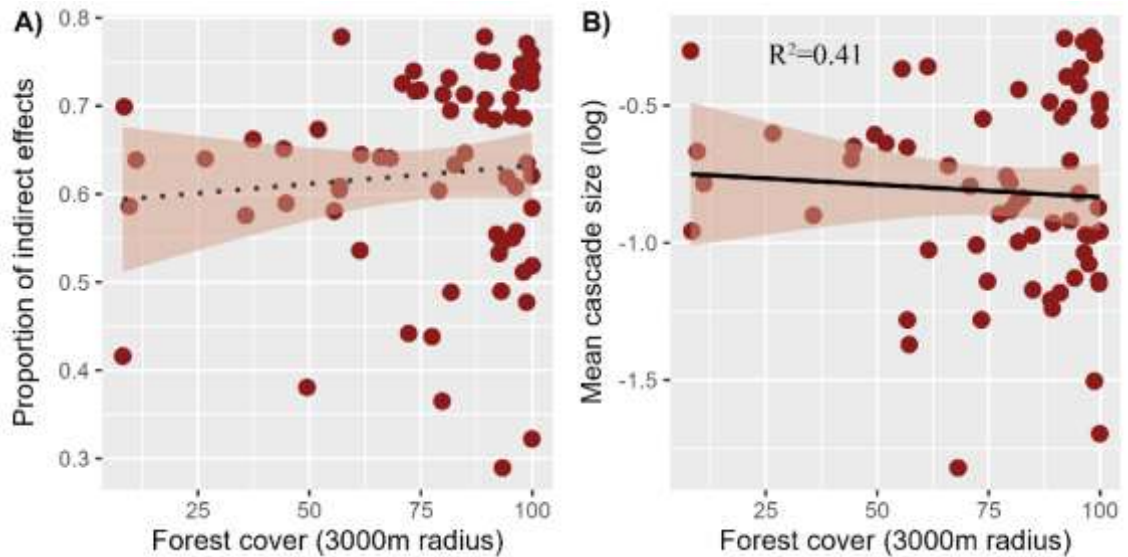 A)
Proportion of indirect effects
0.8
0.7
0.6
0.5
0.4
0.3
25
50
75
100
Forest cover (3000m radius)
B)
R²=0.41
Mean cascade size (log)
-0.5
-1.0
-1.5
25
50
75
100
Forest cover (3000m radius)